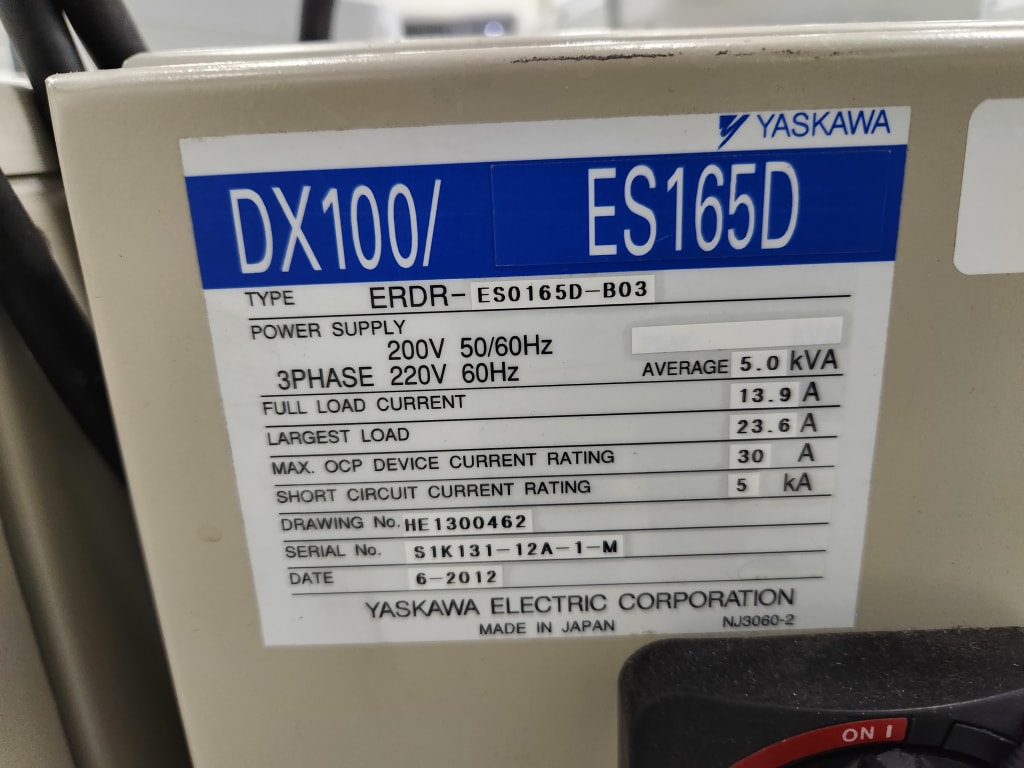 YASKAWA
DX100/ ES165D
TYPE ERDR-ES0165D-B03
POWER SUPPLY
200V 50/60Hz
3PHASE 220V 60Hz AVERAGE 5.0 kVA
FULL LOAD CURRENT 13.9 A
LARGEST LOAD 23.6 A
MAX. OCP DEVICE CURRENT RATING 30 A
SHORT CIRCUIT CURRENT RATING 5 kA
DRAWING No. HE1300462
SERIAL No. S1K131-12A-1-M
DATE 6-2012
YASKAWA ELECTRIC CORPORATION
MADE IN JAPAN NJ3060-2
ON I